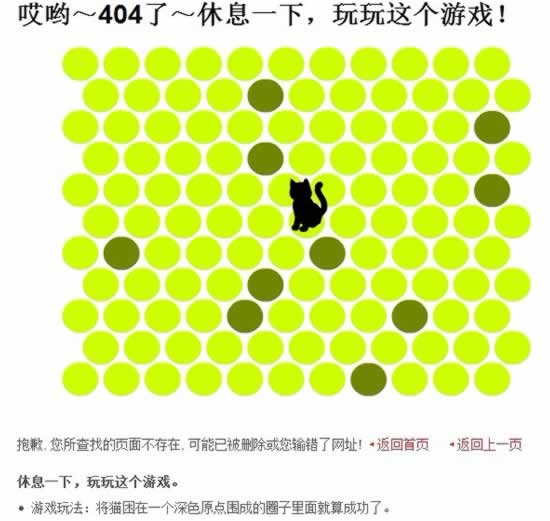 哎哟～404了～休息一下，玩玩这个游戏！
抱歉, 您所查找的页面不存在, 可能已被删除或您输错了网址! 返回首页 返回上一页
休息一下，玩玩这个游戏。
游戏玩法：将猫困在一个深色原点围成的圈子里面就算成功了。